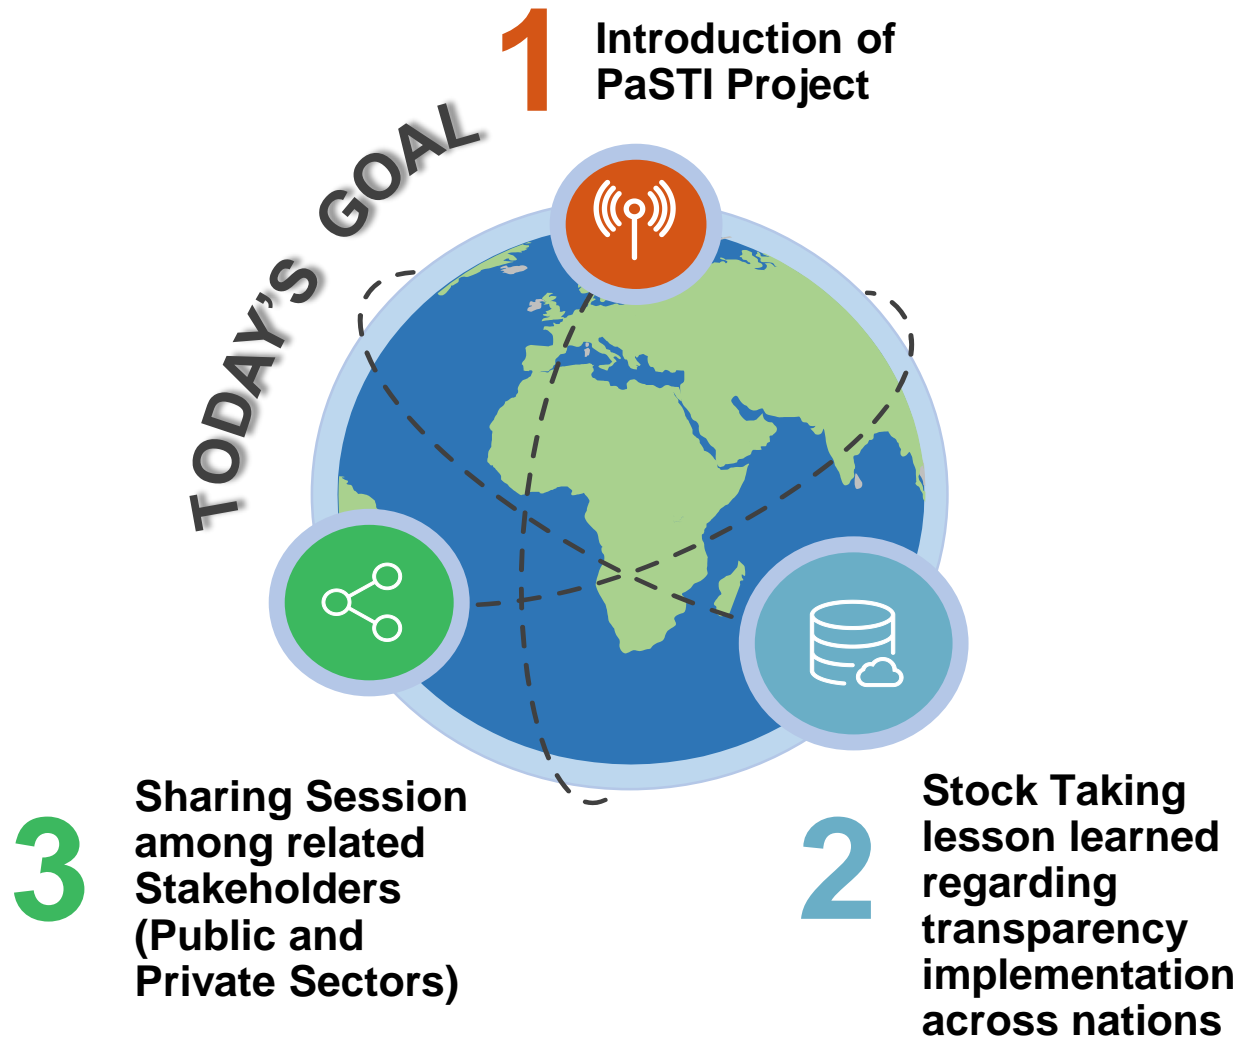 TODAY'S GOAL
1
Introduction of
PaSTI Project
2
Stock Taking
lesson learned
regarding
transparency
implementation
across nations
3
Sharing Session
among related
Stakeholders
(Public and
Private Sectors)